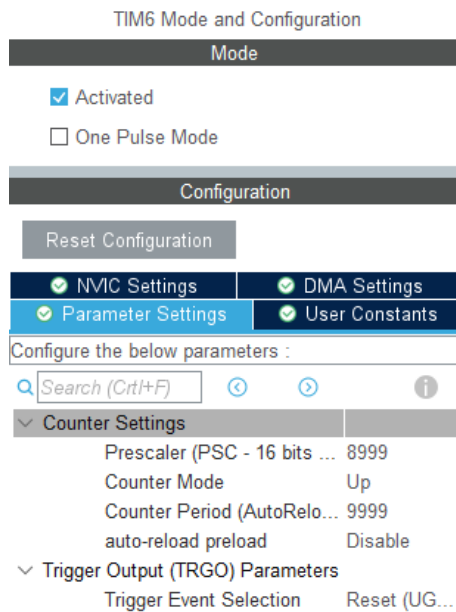 TIM6 Mode and Configuration
Mode
Activated
One Pulse Mode
Configuration
Reset Configuration
NVIC Settings
DMA Settings
Parameter Settings
User Constants
Configure the below parameters :
Search (Crtl+F)
Counter Settings
Prescaler (PSC - 16 bits ... 8999
Counter Mode Up
Counter Period (AutoRelo... 9999
auto-reload preload Disable
Trigger Output (TRGO) Parameters
Trigger Event Selection Reset (UG...